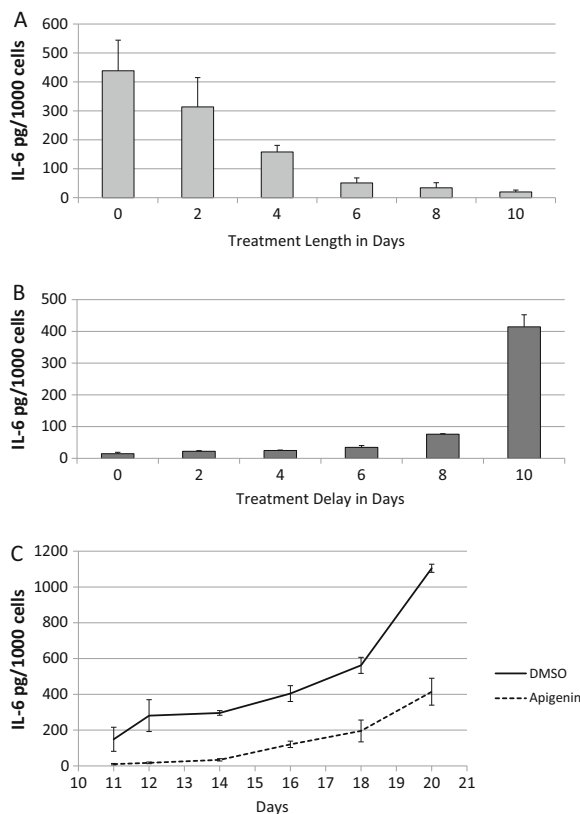 A
IL-6 pg/1000 cells
600
500
400
300
200
100
0
0 2 4 6 8 10
Treatment Length in Days
B
IL-6 pg/1000 cells
500
400
300
200
100
0
0 2 4 6 8 10
Treatment Delay in Days
C
IL-6 pg/1000 cells
1200
1000
800
600
400
200
0
10 11 12 13 14 15 16 17 18 19 20 21
Days
DMSO
Apigenin